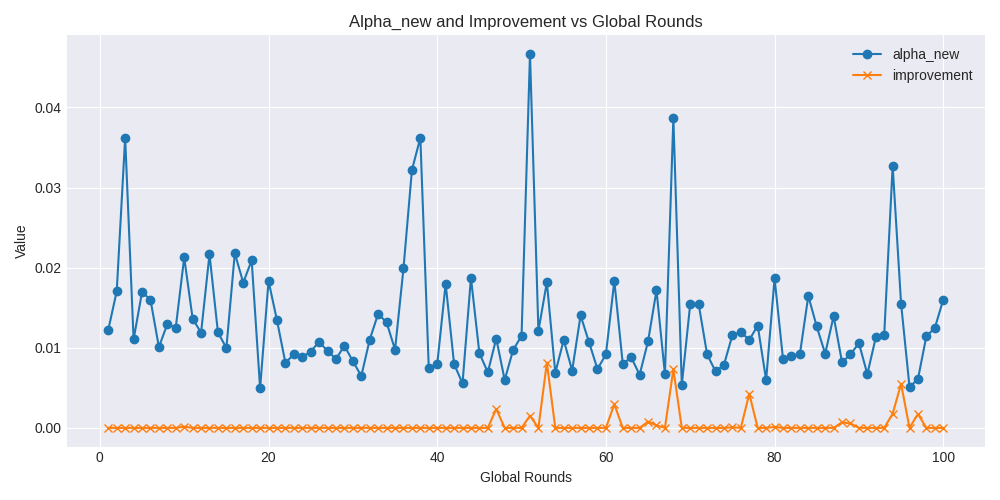 Alpha_new and Improvement vs Global Rounds
alpha_new
improvement
0.04
0.03
0.02
0.01
0.00
Value
0
20
40
60
80
100
Global Rounds